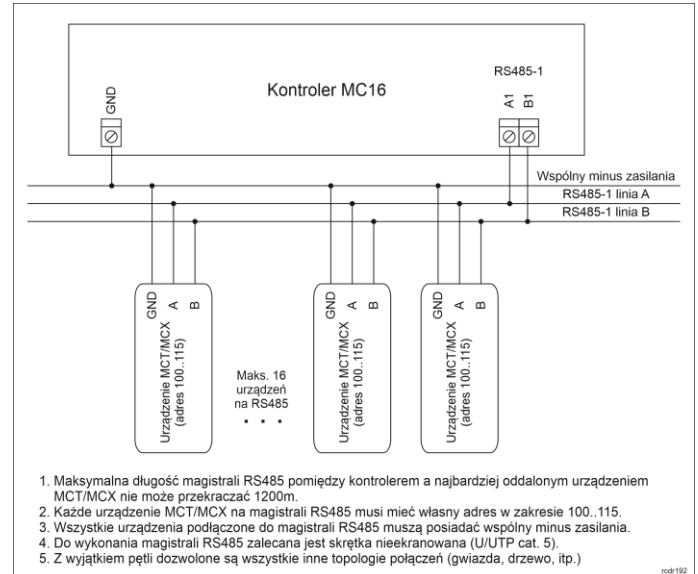 RS485-1
Kontroler MC16
GND
A1
B1
Wspólny minus zasilania
RS485-1 linia A
RS485-1 linia B
GND
A
B
Urządzenie MCT/MCX
(adres 100..115)
Maks. 16
urządzeń
na RS485
. . .
GND
A
B
Urządzenie MCT/MCX
(adres 100..115)
GND
A
B
Urządzenie MCT/MCX
(adres 100..115)
1. Maksymalna długość magistrali RS485 pomiędzy kontrolerem a najbardziej oddalonym urządzeniem
MCT/MCX nie może przekraczać 1200m.
2. Każde urządzenie MCT/MCX na magistrali RS485 musi mieć własny adres w zakresie 100..115.
3. Wszystkie urządzenia podłączone do magistrali RS485 muszą posiadać wspólny minus zasilania.
4. Do wykonania magistrali RS485 zalecana jest skrętka nieekranowana (U/UTP cat. 5).
5. Z wyjątkiem pętli dozwolone są wszystkie inne topologie połączeń (gwiazda, drzewo, itp.)
rcdr192